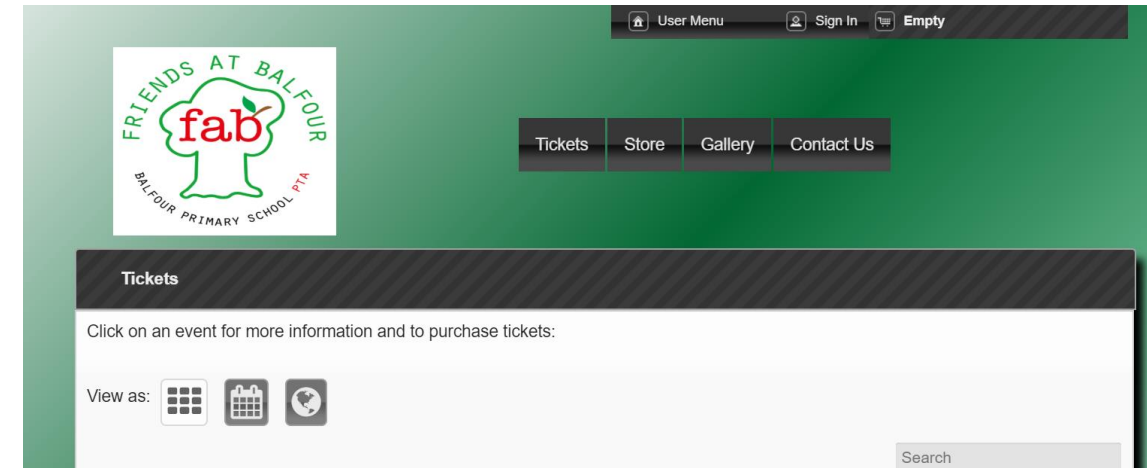 User Menu
Sign In
Empty
FRIENDS AT BALFOUR
fab
BALFOUR PRIMARY SCHOOL PTA
Tickets
Store
Gallery
Contact Us
Tickets
Click on an event for more information and to purchase tickets:
View as:
Search